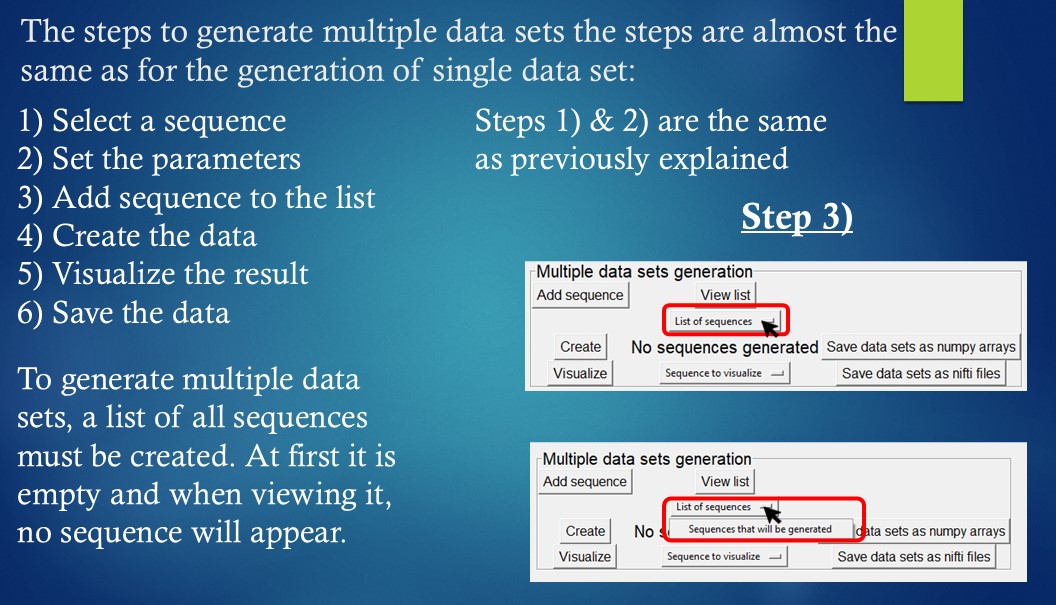 The steps to generate multiple data sets the steps are almost the
same as for the generation of single data set:
1) Select a sequence
2) Set the parameters
3) Add sequence to the list
4) Create the data
5) Visualize the result
6) Save the data
To generate multiple data
sets, a list of all sequences
must be created. At first it is
empty and when viewing it,
no sequence will appear.
Steps 1) & 2) are the same
as previously explained
Step 3)
Multiple data sets generation
Add sequence View list
List of sequences
Create No sequences generated Save data sets as numpy arrays
Visualize Sequence to visualize Save data sets as nifti files
Multiple data sets generation
Add sequence View list
List of sequences
Sequences that will be generated
Create No data sets as numpy arrays
Visualize Sequence to visualize Save data sets as nifti files